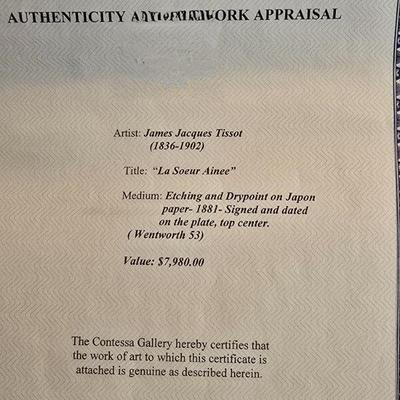 AUTHENTICITY ARTWORK APPRAISAL
Artist: James Jacques Tissot
(1836-1902)
Title: “La Soeur Ainee”
Medium: Etching and Drypoint on Japon
paper- 1881- Signed and dated
on the plate, top center.
( Wentworth 53)
Value: $7,980.00
The Contessa Gallery hereby certifies that
the work of art to which this certificate is
attached is genuine as described herein.